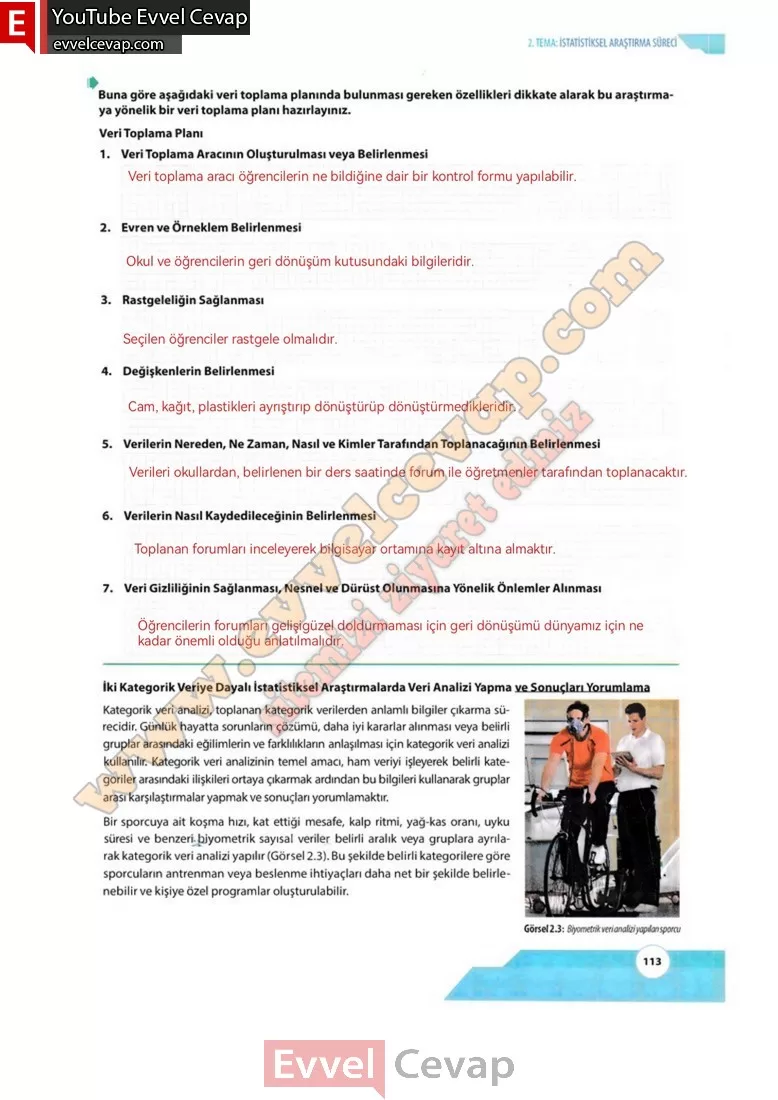 YouTube Evvel Cevap
evvelcevap.com
2. TEMA: İSTATİSTİKSEL ARAŞTIRMA SÜRECİ
Buna göre aşağıdaki veri toplama planında bulunması gereken özellikleri dikkate alarak bu araştırma-
ya yönelik bir veri toplama planı hazırlayınız.
Veri Toplama Planı
1. Veri Toplama Aracının Oluşturulması veya Belirlenmesi
Veri toplama aracı öğrencilerin ne bildiğine dair bir kontrol formu yapılabilir.
2. Evren ve Örneklem Belirlenmesi
Okul ve öğrencilerin geri dönüşüm kutusundaki bilgileridir.
3. Rastgeleliğin Sağlanması
Seçilen öğrenciler rastgele olmalıdır.
4. Değişkenlerin Belirlenmesi
Cam, kağıt, plastikleri ayrıştırıp dönüştürüp dönüştürmedikleridir.
5. Verilerin Nereden, Ne Zaman, Nasıl ve Kimler Tarafından Toplanacağının Belirlenmesi
Verileri okullardan, belirlenen bir ders saatinde forum ile öğretmenler tarafından toplanacaktır.
6. Verilerin Nasıl Kaydedileceğinin Belirlenmesi
Toplanan forumları inceleyerek bilgisayar ortamına kayıt altına almaktır.
7. Veri Gizliliğinin Sağlanması, Nesnel ve Dürüst Olunmasına Yönelik Önlemler Alınması
Öğrencilerin forumları gelişigüzel doldurmaması için geri dönüşümü dünyamız için ne
kadar önemli olduğu anlatılmalıdır.
İki Kategorik Veriye Dayalı İstatistiksel Araştırmalarda Veri Analizi Yapma ve Sonuçları Yorumlama
Kategorik veri analizi, toplanan kategorik verilerden anlamlı bilgiler çıkarma sü-
recidir. Günlük hayatta sorunların çözümü, daha iyi kararlar alınması veya belirli
gruplar arasındaki eğilimlerin ve farklılıkların anlaşılması için kategorik veri analizi
kullanılır. Kategorik veri analizinin temel amacı, ham veriyi işleyerek belirli kate-
goriler arasındaki ilişkileri ortaya çıkarmak ardından bu bilgileri kullanarak gruplar
arası karşılaştırmalar yapmak ve sonuçları yorumlamaktır.
Bir sporcuya ait koşma hızı, kat ettiği mesafe, kalp ritmi, yağ-kas oranı, uyku
süresi ve benzeri biyometrik sayısal veriler belirli aralık veya gruplara ayrıla-
rak kategorik veri analizi yapılır (Görsel 2.3). Bu şekilde belirli kategorilere göre
sporcuların antrenman veya beslenme ihtiyaçları daha net bir şekilde belirle-
nebilir ve kişiye özel programlar oluşturulabilir.
Görsel 2.3: Biyometrik veri analizi yapılan sporcu
113
www.evvelcevap.com
sitemizi ziyaret ediniz
Evvel Cevap